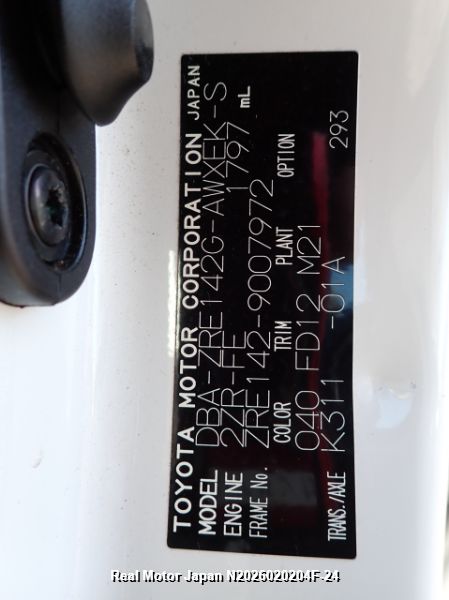 TOYOTA MOTOR CORPORATION JAPAN
MODEL DBA-ZRE142G-AWXEK-S
ENGINE 2ZR-FE 1797 mL
FRAME No. ZRE142-9007972
COLOR TRIM PLANT OPTION
040 FD12 M21
TRANS./AXLE K311 -01A 293
Real Motor Japan N2025020204F-24